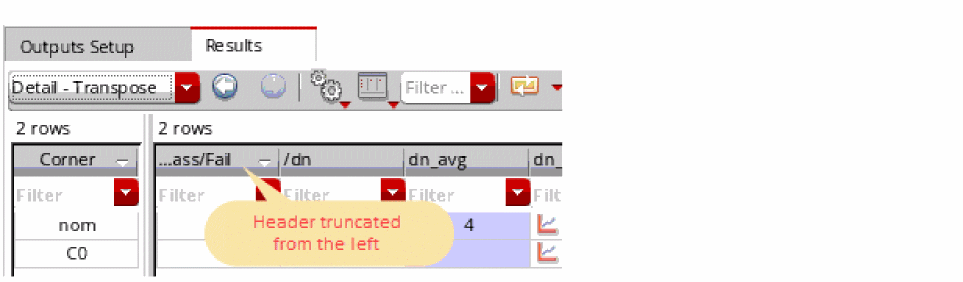 Outputs Setup
Results
Detail - Transpose
Filter ...
2 rows
2 rows
Corner
...ass/Fail
/dn
dn_avg
dn_
Filter
Filter
Filter
Filter
Filt
nom
4
C0
Header truncated
from the left